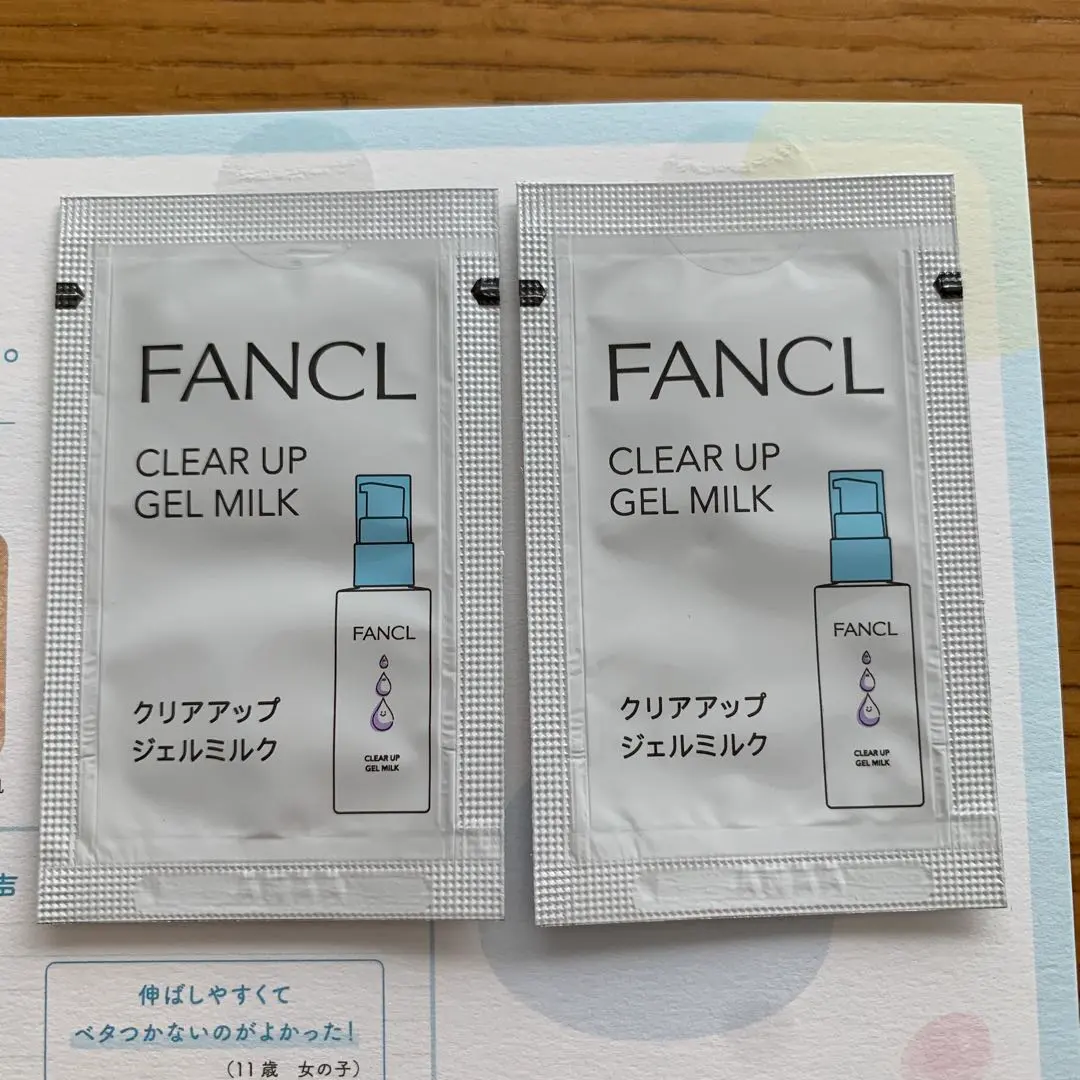 FANCL
CLEAR UP
GEL MILK
FANCL
クリアアップ
ジェルミルク
CLEAR UP
GEL MILK
FANCL
CLEAR UP
GEL MILK
FANCL
クリアアップ
ジェルミルク
CLEAR UP
GEL MILK
。
声
伸ばしやすくて
ベタつかないのがよかった!
(11歳 女の子)